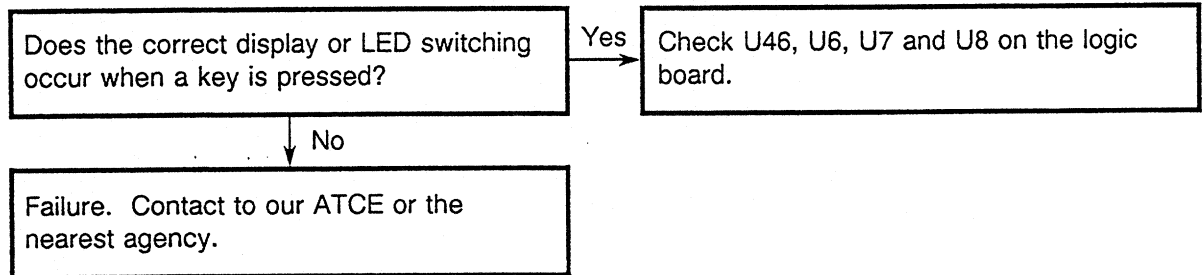 Does the correct display or LED switching
occur when a key is pressed?
Yes
Check U46, U6, U7 and U8 on the logic
board.
No
Failure. Contact to our ATCE or the
nearest agency.